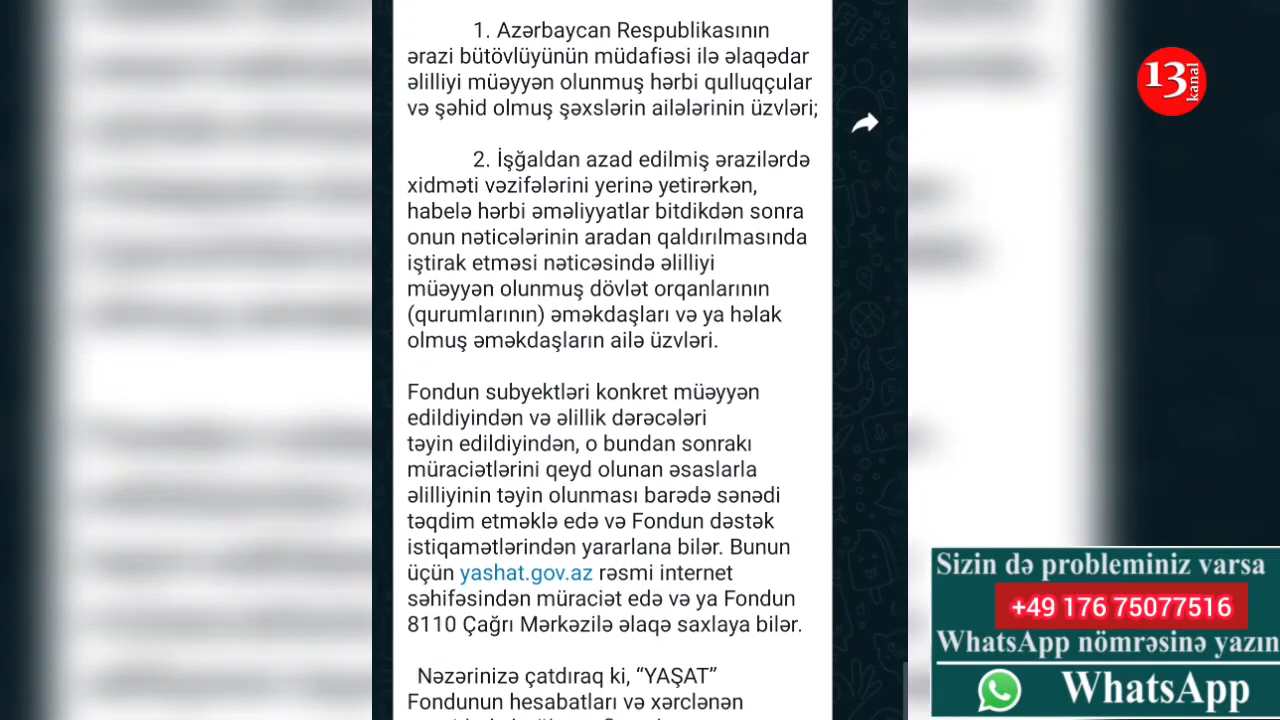 1. Azərbaycan Respublikasının
ərazi bütövlüyünün müdafiəsi ilə əlaqədar
əlilliyi müəyyən olunmuş hərbi qulluqçular
və şəhid olmuş şəxslərin ailələrinin üzvləri;
2. İşğaldan azad edilmiş ərazilərdə
xidməti vəzifələrini yerinə yetirərkən,
habelə hərbi əməliyyatlar bitdikdən sonra
onun nəticələrinin aradan qaldırılmasında
iştirak etməsi nəticəsində əlilliyi
müəyyən olunmuş dövlət orqanlarının
(qurumlarının) əməkdaşları və ya həlak
olmuş əməkdaşların ailə üzvləri.
Fondun subyektləri konkret müəyyən
edildiyindən və əlillik dərəcələri
təyin edildiyindən, o bundan sonrakı
müraciətlərini qeyd olunan əsaslarla
əlilliyinin təyin olunması barədə sənədi
təqdim etməklə edə və Fondun dəstək
istiqamətlərindən yararlana bilər. Bunun
üçün yashat.gov.az rəsmi internet
səhifəsindən müraciət edə və ya Fondun
8110 Çağrı Mərkəzilə əlaqə saxlaya bilər.
Nəzərinizə çatdıraq ki, “YAŞAT”
Fondunun hesabatları və xərclənən
13 kanal
Sizin də probleminiz varsa
+49 176 75077516
WhatsApp nömrəsinə yazın
WhatsApp